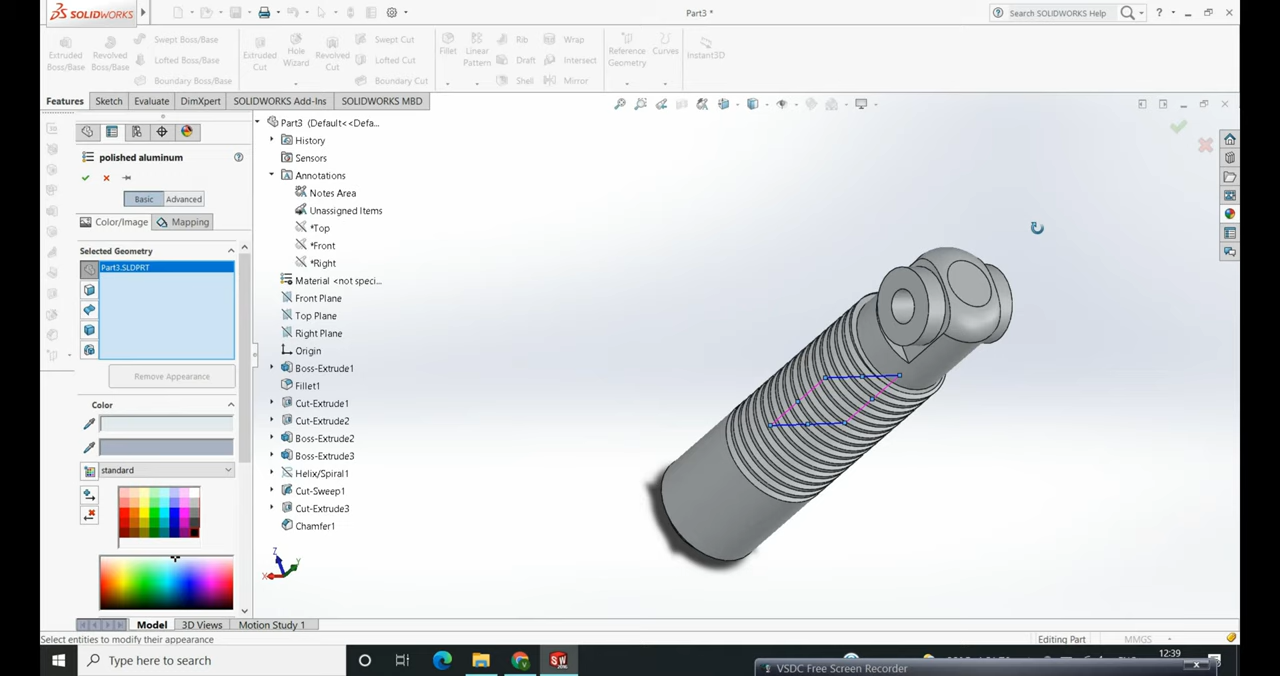 SOLIDWORKS
Part3 *
Search SOLIDWORKS Help
?
Extruded Boss/Base
Revolved Boss/Base
Swept Boss/Base
Lofted Boss/Base
Boundary Boss/Base
Extruded Cut
Hole Wizard
Revolved Cut
Swept Cut
Lofted Cut
Boundary Cut
Fillet
Linear Pattern
Rib
Draft
Shell
Wrap
Intersect
Mirror
Reference Geometry
Curves
Instant3D
Features
Sketch
Evaluate
DimXpert
SOLIDWORKS Add-Ins
SOLIDWORKS MBD
polished aluminum
?
Basic
Advanced
Color/Image
Mapping
Selected Geometry
Part3.SLDPRT
Remove Appearance
Color
standard
Part3 (Default<<Defa...
History
Sensors
Annotations
Notes Area
Unassigned Items
*Top
*Front
*Right
Material <not speci...
Front Plane
Top Plane
Right Plane
Origin
Boss-Extrude1
Fillet1
Cut-Extrude1
Cut-Extrude2
Boss-Extrude2
Boss-Extrude3
Helix/Spiral1
Cut-Sweep1
Cut-Extrude3
Chamfer1
Z
X
Y
Model
3D Views
Motion Study 1
Select entities to modify their appearance
Editing Part
MMGS
Type here to search
12:39
VSDC Free Screen Recorder